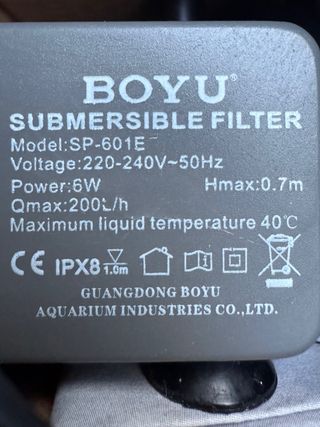 BOYU®
SUBMERSIBLE FILTER
Model:SP-601E
Voltage:220-240V~50Hz
Power:6W Hmax:0.7m
Qmax:200L/h
Maximum liquid temperature 40℃
CE IPX8 1.6m
GUANGDONG BOYU
AQUARIUM INDUSTRIES CO.,LTD.